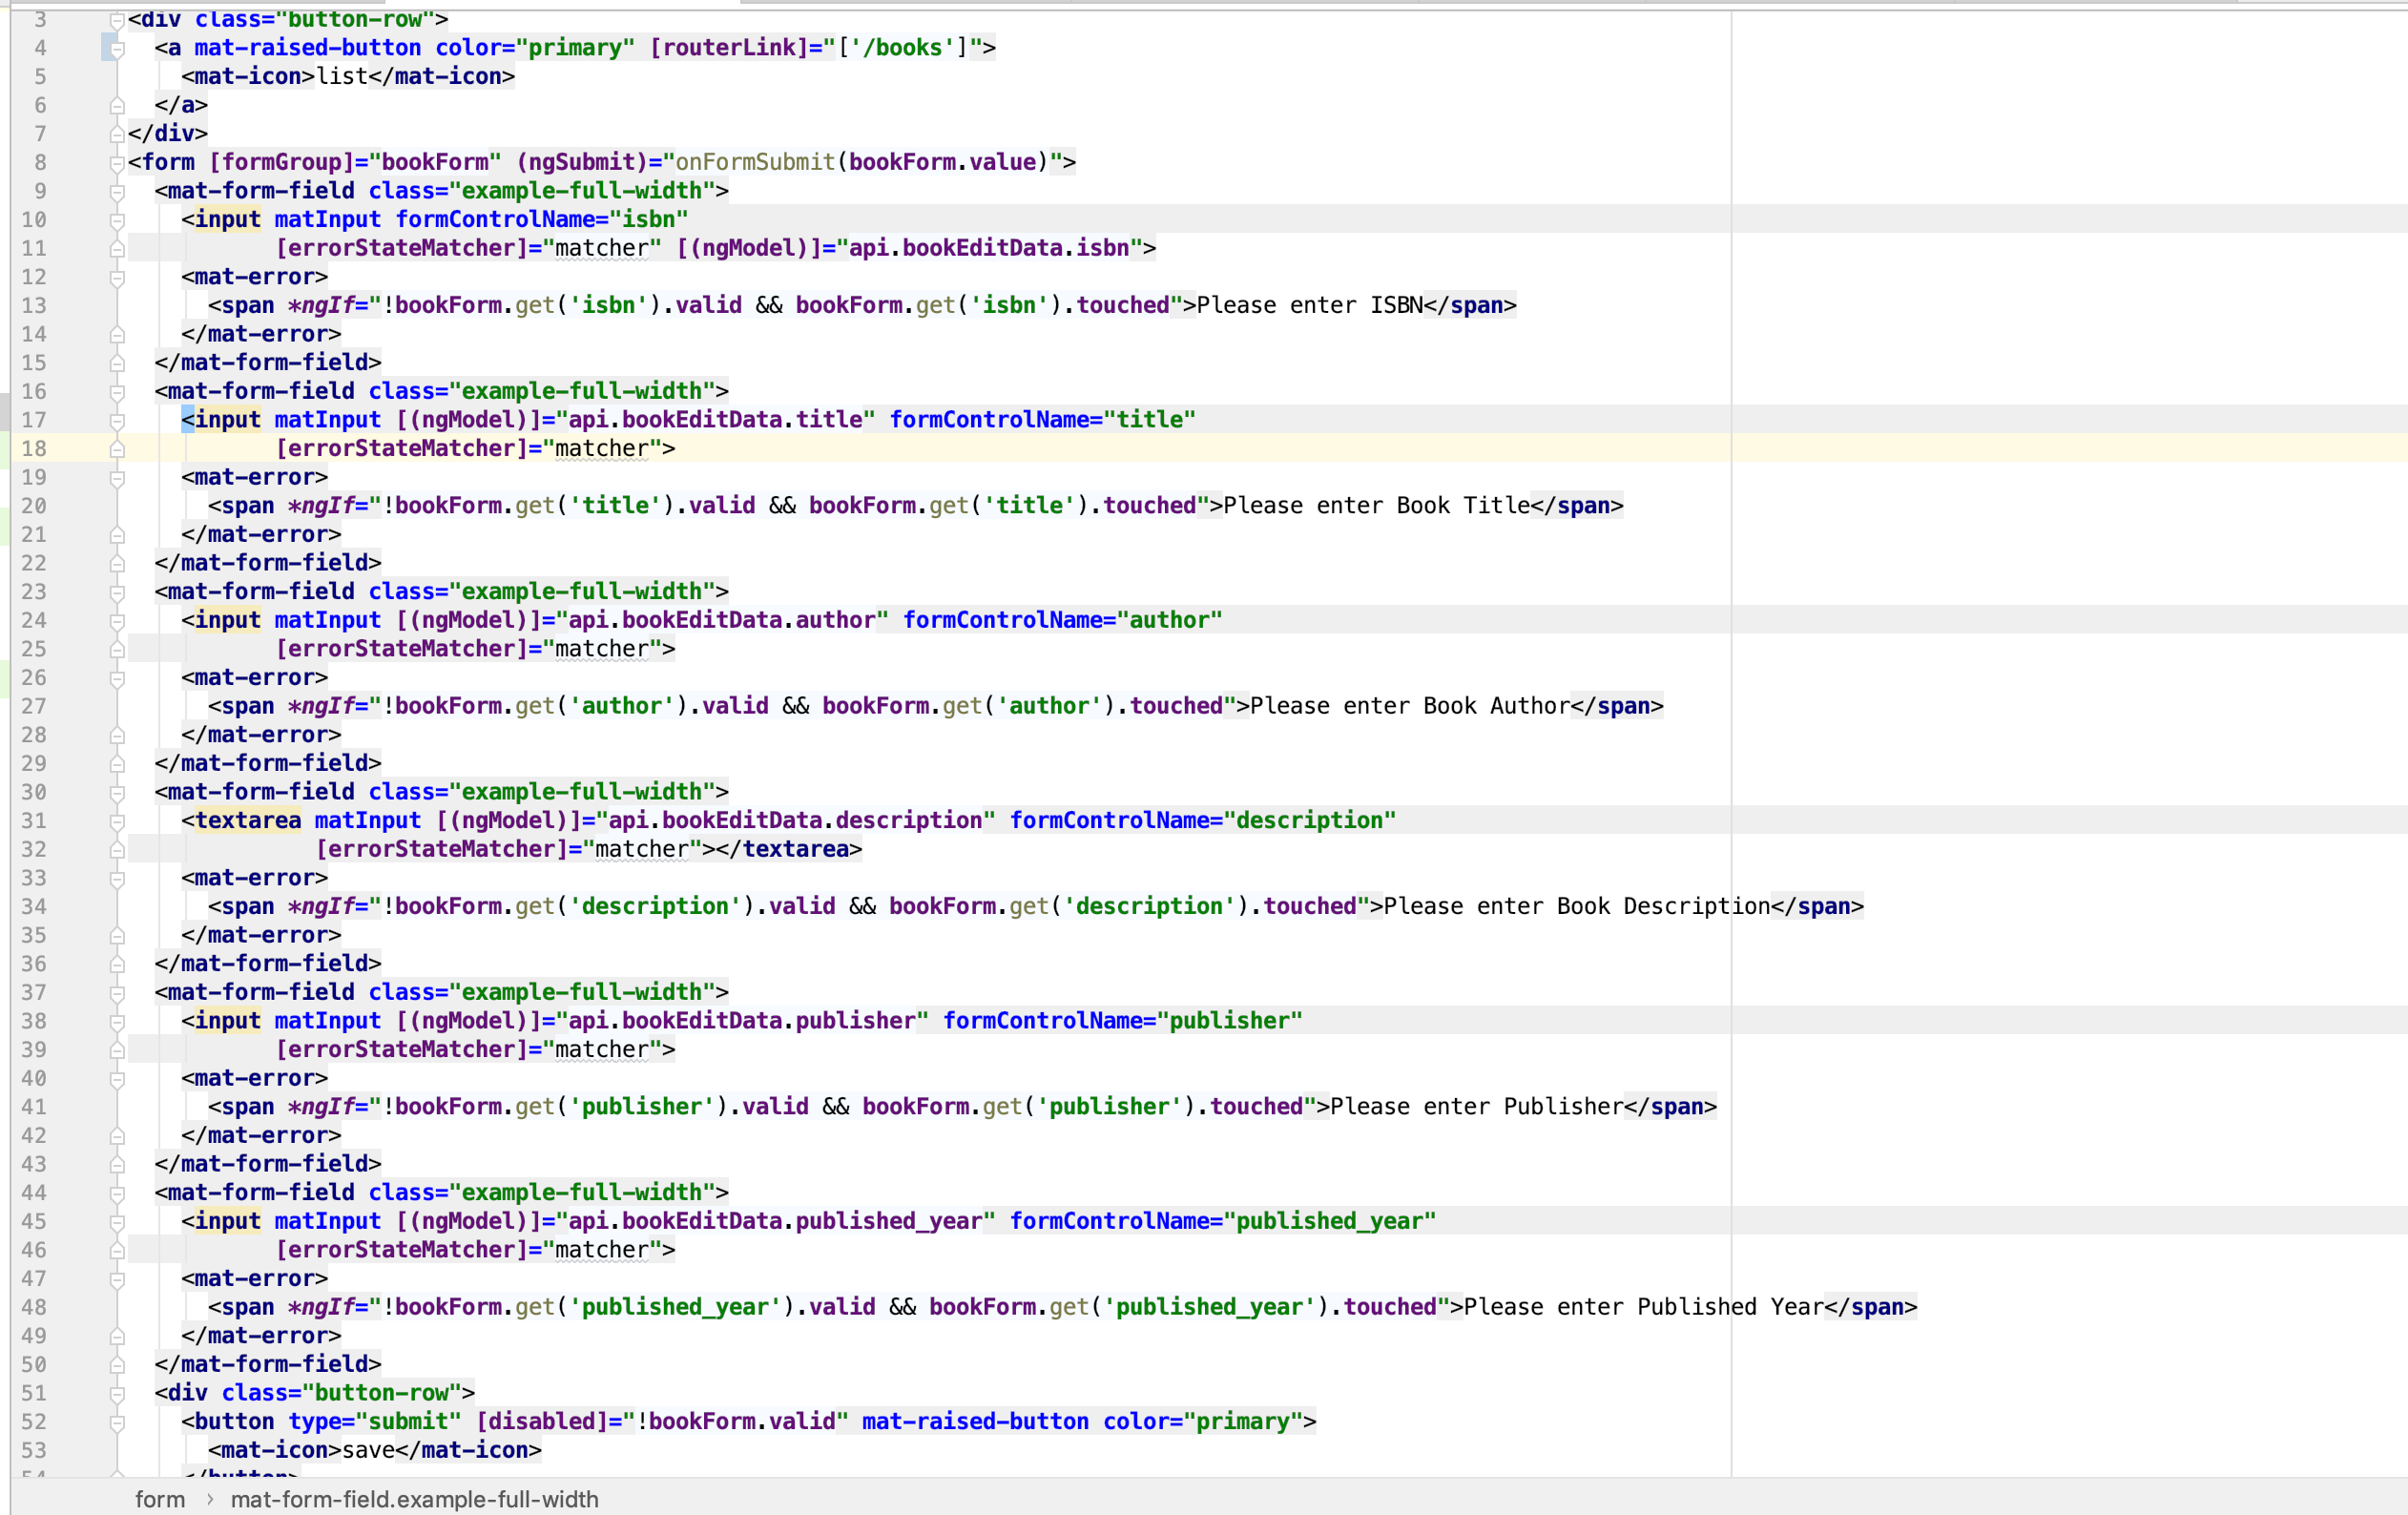 3 <div class="button-row">
4 <a mat-raised-button color="primary" [routerLink]="['/books']">
5 <mat-icon>list</mat-icon>
6 </a>
7 </div>
8 <form [formGroup]="bookForm" (ngSubmit)="onFormSubmit(bookForm.value)">
9 <mat-form-field class="example-full-width">
10 <input matInput formControlName="isbn"
11 [errorStateMatcher]="matcher" [(ngModel)]="api.bookEditData.isbn">
12 <mat-error>
13 <span *ngIf="!bookForm.get('isbn').valid && bookForm.get('isbn').touched">Please enter ISBN</span>
14 </mat-error>
15 </mat-form-field>
16 <mat-form-field class="example-full-width">
17 <input matInput [(ngModel)]="api.bookEditData.title" formControlName="title"
18 [errorStateMatcher]="matcher">
19 <mat-error>
20 <span *ngIf="!bookForm.get('title').valid && bookForm.get('title').touched">Please enter Book Title</span>
21 </mat-error>
22 </mat-form-field>
23 <mat-form-field class="example-full-width">
24 <input matInput [(ngModel)]="api.bookEditData.author" formControlName="author"
25 [errorStateMatcher]="matcher">
26 <mat-error>
27 <span *ngIf="!bookForm.get('author').valid && bookForm.get('author').touched">Please enter Book Author</span>
28 </mat-error>
29 </mat-form-field>
30 <mat-form-field class="example-full-width">
31 <textarea matInput [(ngModel)]="api.bookEditData.description" formControlName="description"
32 [errorStateMatcher]="matcher"></textarea>
33 <mat-error>
34 <span *ngIf="!bookForm.get('description').valid && bookForm.get('description').touched">Please enter Book Description</span>
35 </mat-error>
36 </mat-form-field>
37 <mat-form-field class="example-full-width">
38 <input matInput [(ngModel)]="api.bookEditData.publisher" formControlName="publisher"
39 [errorStateMatcher]="matcher">
40 <mat-error>
41 <span *ngIf="!bookForm.get('publisher').valid && bookForm.get('publisher').touched">Please enter Publisher</span>
42 </mat-error>
43 </mat-form-field>
44 <mat-form-field class="example-full-width">
45 <input matInput [(ngModel)]="api.bookEditData.published_year" formControlName="published_year"
46 [errorStateMatcher]="matcher">
47 <mat-error>
48 <span *ngIf="!bookForm.get('published_year').valid && bookForm.get('published_year').touched">Please enter Published Year</span>
49 </mat-error>
50 </mat-form-field>
51 <div class="button-row">
52 <button type="submit" [disabled]="!bookForm.valid" mat-raised-button color="primary">
53 <mat-icon>save</mat-icon>
54 </button>
form › mat-form-field.example-full-width